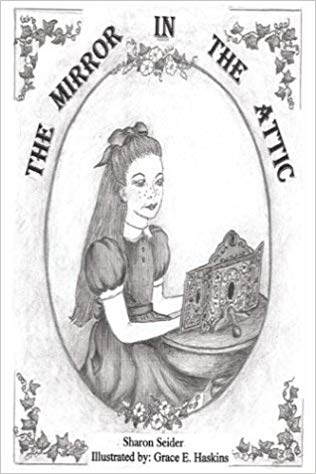 THE MIRROR IN THE ATTIC
Sharon Seider
Illustrated by: Grace E. Haskins